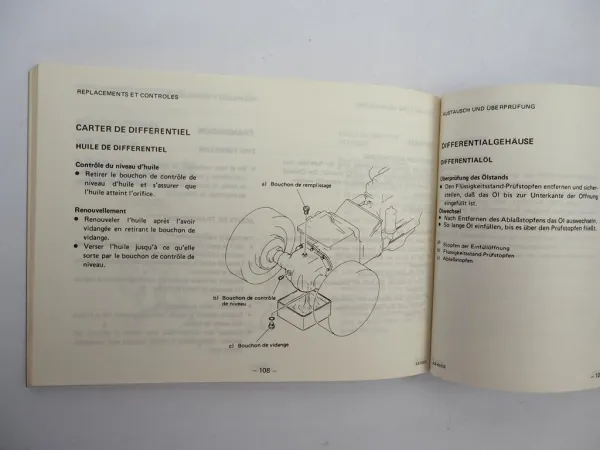 REPLACEMENTS ET CONTROLES
CARTER DE DIFFERENTIEL
HUILE DE DIFFERENTIEL
Contrôle du niveau d'huile
● Retirer le bouchon de contrôle de
niveau d'huile et s'assurer que
l'huile atteint l'orifice.
Renouvellement
● Renouveler l'huile après l'avoir
vidangée en retirant le bouchon de
vidange.
● Verser l'huile jusqu'à ce qu'elle
sorte par le bouchon de contrôle de
niveau.
a) Bouchon de remplissage
b) Bouchon de contrôle
de niveau
c) Bouchon de vidange
– 108 –
AUSTAUSCH UND ÜBERPRÜFUNG
DIFFERENTIALGEHÄUSE
DIFFERENTIALÖL
Überprüfung des Ölstands
● Den Flüssigkeitsstand-Prüfstopfen entfernen und sicher-
stellen, daß das Öl bis zur Unterkante der Öffnung
eingefüllt ist.
Ölwechsel
● Nach Entfernen des Ablaßstopfens das Öl auswechseln.
● So lange Öl einfüllen, bis es über den Prüfstopfen fließt.
Stopfen der Einfüllöffnung
Flüssigkeitsstand-Prüfstopfen
Ablaßstopfen